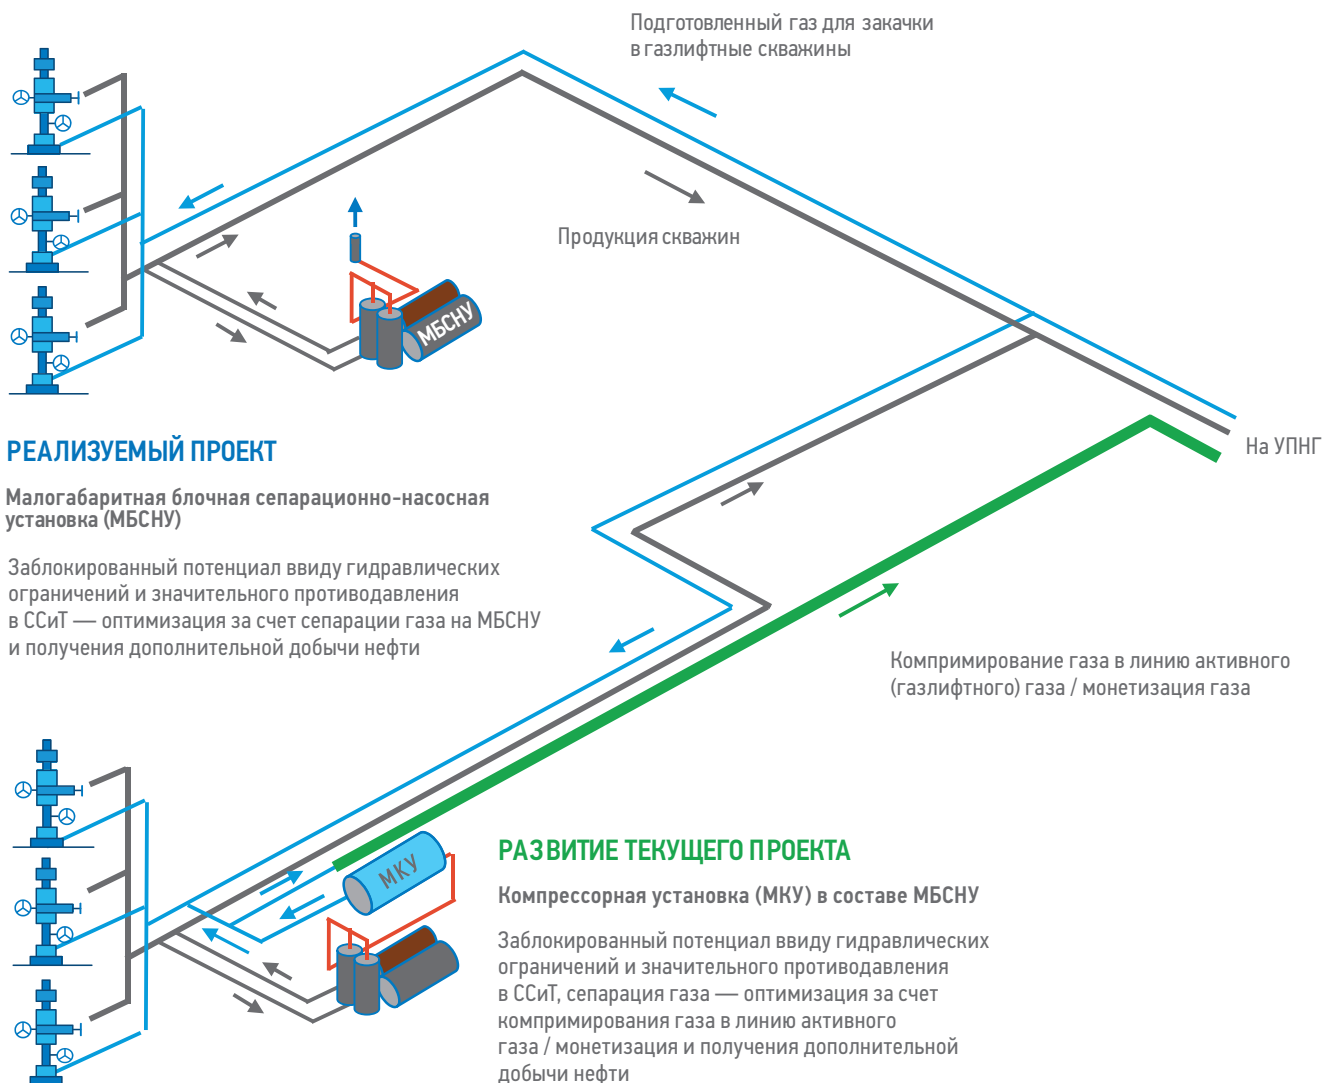 Подготовленный газ для закачки
в газлифтные скважины
Продукция скважин
МБСНУ
На УПНГ
РЕАЛИЗУЕМЫЙ ПРОЕКТ
Малогабаритная блочная сепарационно-насосная
установка (МБСНУ)
Заблокированный потенциал ввиду гидравлических
ограничений и значительного противодавления
в ССиТ — оптимизация за счет сепарации газа на МБСНУ
и получения дополнительной добычи нефти
Компримирование газа в линию активного
(газлифтного) газа / монетизация газа
МКУ
РАЗВИТИЕ ТЕКУЩЕГО ПРОЕКТА
Компрессорная установка (МКУ) в составе МБСНУ
Заблокированный потенциал ввиду гидравлических
ограничений и значительного противодавления
в ССиТ, сепарация газа — оптимизация за счет
компримирования газа в линию активного
газа / монетизация и получения дополнительной
добычи нефти